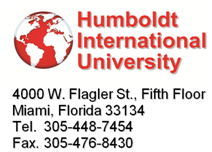 Humboldt
International
University
4000 W. Flagler St., Fifth Floor
Miami, Florida 33134
Tel. 305-448-7454
Fax. 305-476-8430